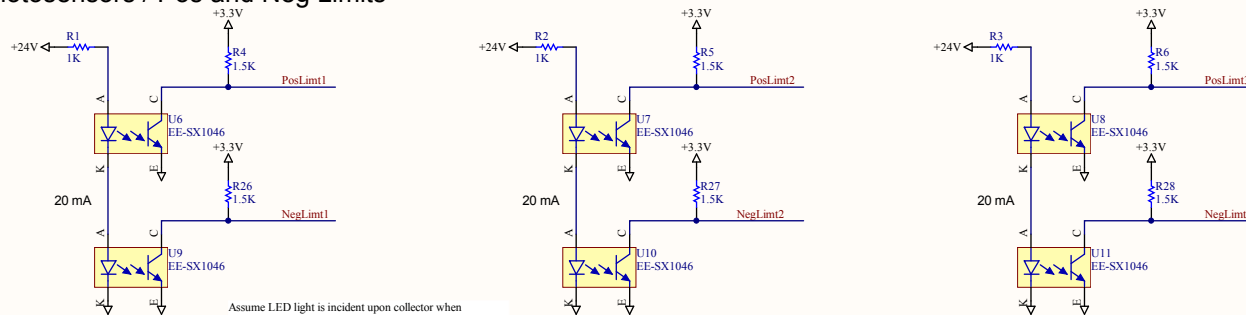 Pos and Neg Limits
+3.3V
+3.3V
+3.3V
+24V
R1
1K
R4
1.5K
PosLimt1
+24V
R2
1K
R5
1.5K
PosLimt2
+24V
R3
1K
R6
1.5K
A
C
U6
EE-SX1046
K
E
A
C
U7
EE-SX1046
K
E
A
C
U8
EE-SX1046
K
E
+3.3V
+3.3V
+3.3V
20 mA
R26
1.5K
NegLimt1
20 mA
R27
1.5K
NegLimt2
20 mA
R28
1.5K
NegLimt
A
C
U9
EE-SX1046
K
E
A
C
U10
EE-SX1046
K
E
A
C
U11
EE-SX1046
K
E
Assume LED light is incident upon collector when